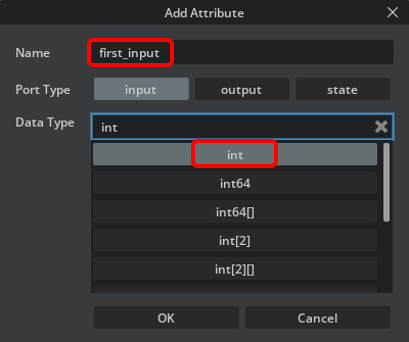 Add Attribute
Name first_input
Port Type input output state
Data Type int
int
int64
int64[]
int[2]
int[2][]
OK Cancel